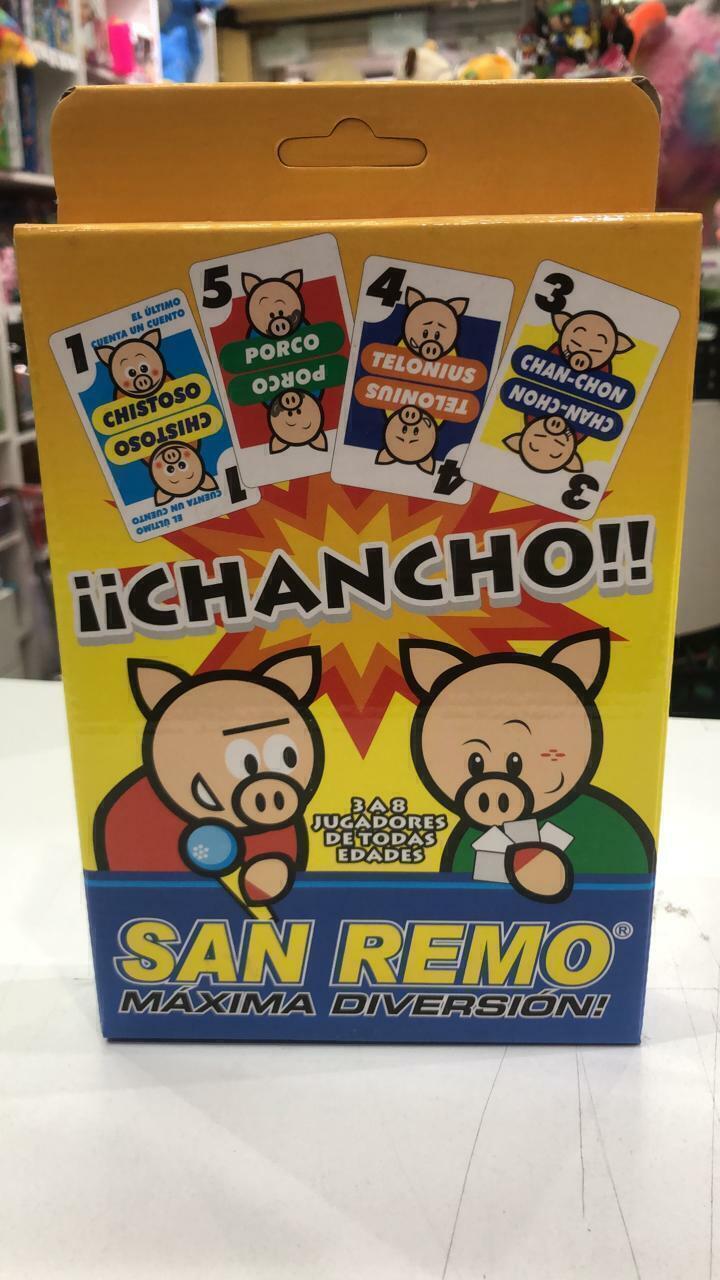 1
EL ÚLTIMO
CUENTA UN CUENTO
CHISTOSO
CHISTOSO
EL ÚLTIMO
CUENTA UN CUENTO
1
5
PORCO
PORCO
4
TELONIUS
TELONIUS
4
3
CHAN-CHON
CHAN-CHON
3
¡¡CHANCHO!!
3 A 8
JUGADORES
DE TODAS
EDADES
SAN REMO®
MÁXIMA DIVERSIÓN!